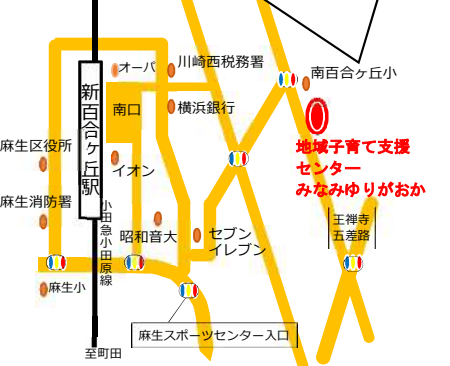 オーパ
川崎西税務署
南百合ヶ丘小
新百合ヶ丘駅
南口
横浜銀行
麻生区役所
イオン
地域子育て支援
センター
みなみゆりがおか
麻生消防署
小田急小田原線
昭和音大
セブン
イレブン
王禅寺
五差路
麻生小
麻生スポーツセンター入口
至町田